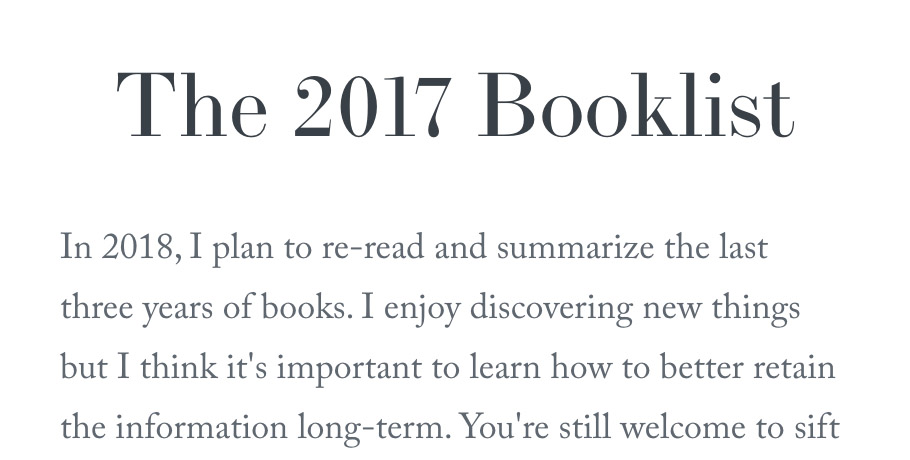 The 2017 Booklist
In 2018, I plan to re-read and summarize the last
three years of books. I enjoy discovering new things
but I think it's important to learn how to better retain
the information long-term. You're still welcome to sift